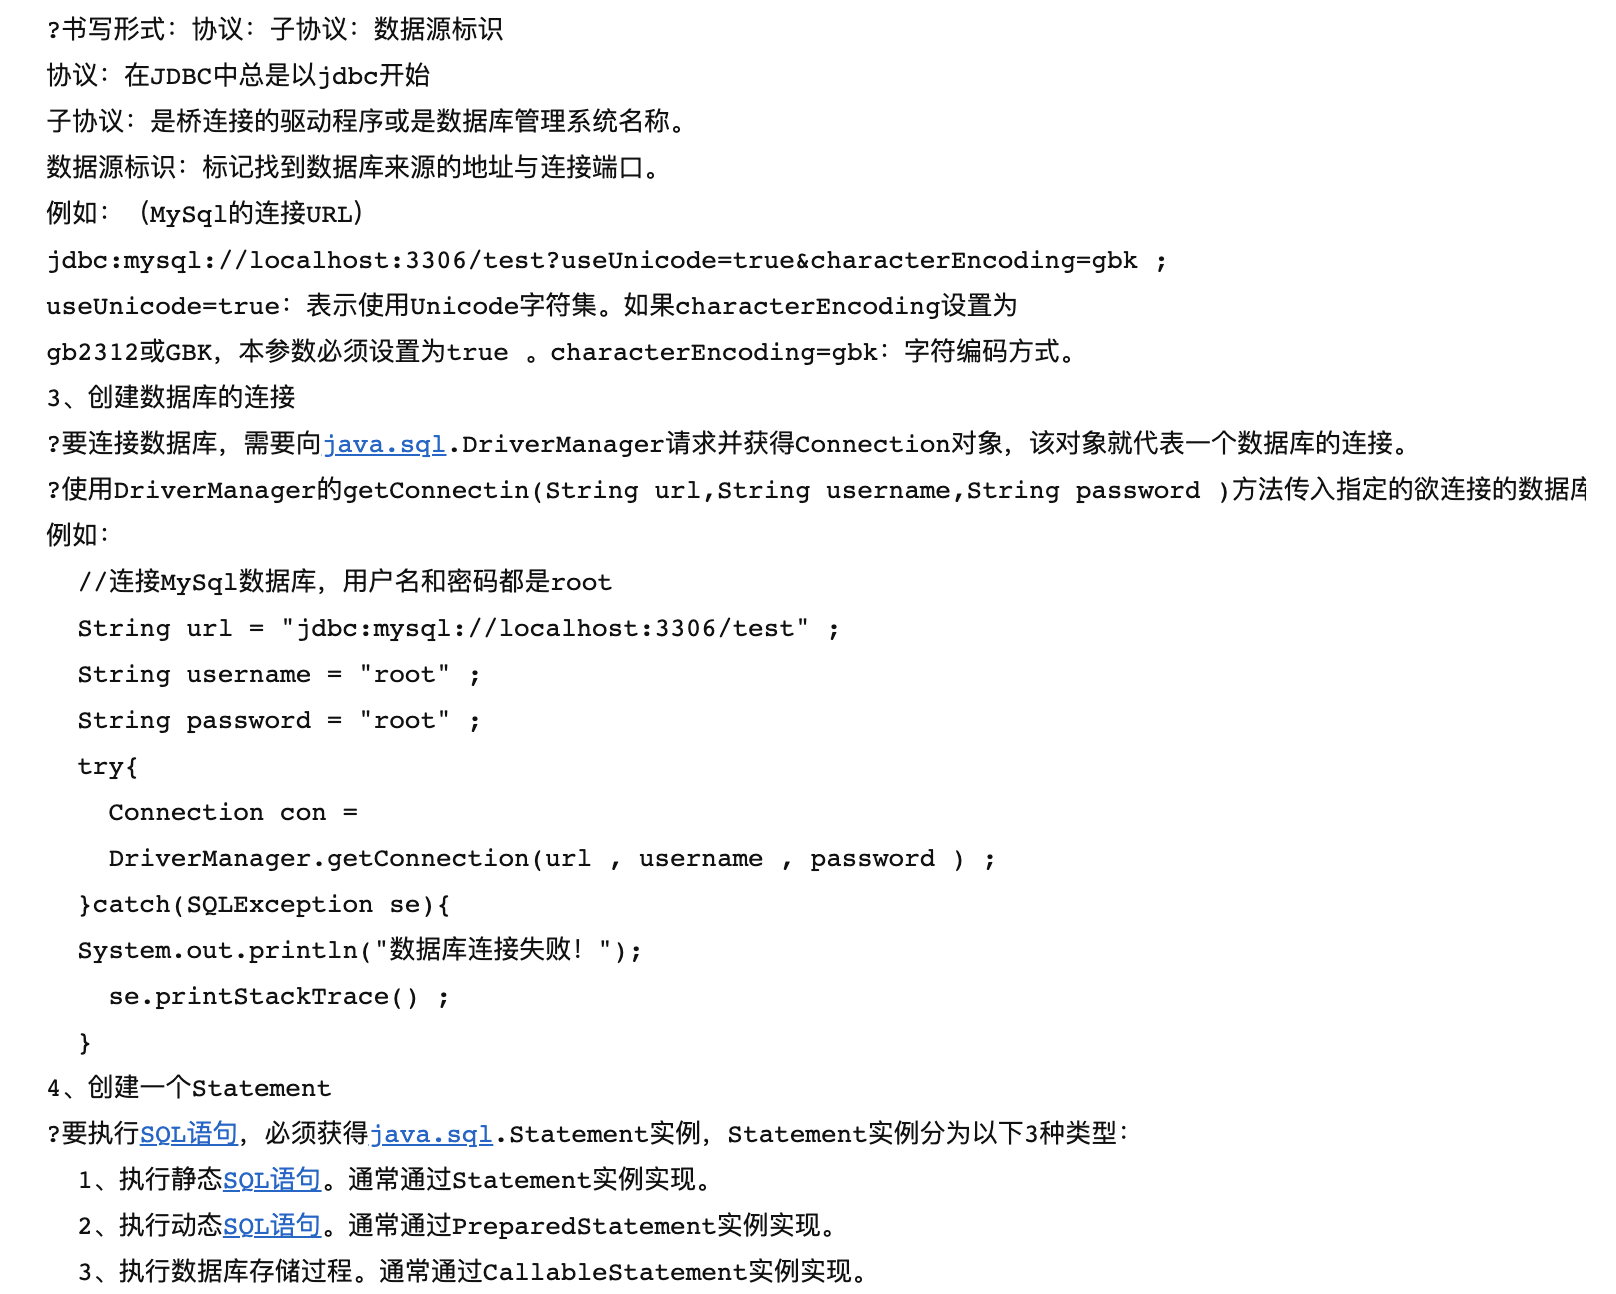 ?书写形式：协议：子协议：数据源标识
协议：在JDBC中总是以jdbc开始
子协议：是桥连接的驱动程序或是数据库管理系统名称。
数据源标识：标记找到数据库来源的地址与连接端口。
例如：（MySql的连接URL）
jdbc:mysql://localhost:3306/test?useUnicode=true&characterEncoding=gbk ;
useUnicode=true：表示使用Unicode字符集。如果characterEncoding设置为
gb2312或GBK，本参数必须设置为true 。characterEncoding=gbk：字符编码方式。
3、创建数据库的连接
?要连接数据库，需要向java.sql.DriverManager请求并获得Connection对象，该对象就代表一个数据库的连接。
?使用DriverManager的getConnectin(String url,String username,String password )方法传入指定的欲连接的数据库
例如：
//连接MySql数据库，用户名和密码都是root
String url = "jdbc:mysql://localhost:3306/test" ;
String username = "root" ;
String password = "root" ;
try{
Connection con =
DriverManager.getConnection(url , username , password ) ;
}catch(SQLException se){
System.out.println("数据库连接失败！");
se.printStackTrace() ;
}
4、创建一个Statement
?要执行SQL语句，必须获得java.sql.Statement实例，Statement实例分为以下3种类型：
1、执行静态SQL语句。通常通过Statement实例实现。
2、执行动态SQL语句。通常通过PreparedStatement实例实现。
3、执行数据库存储过程。通常通过CallableStatement实例实现。